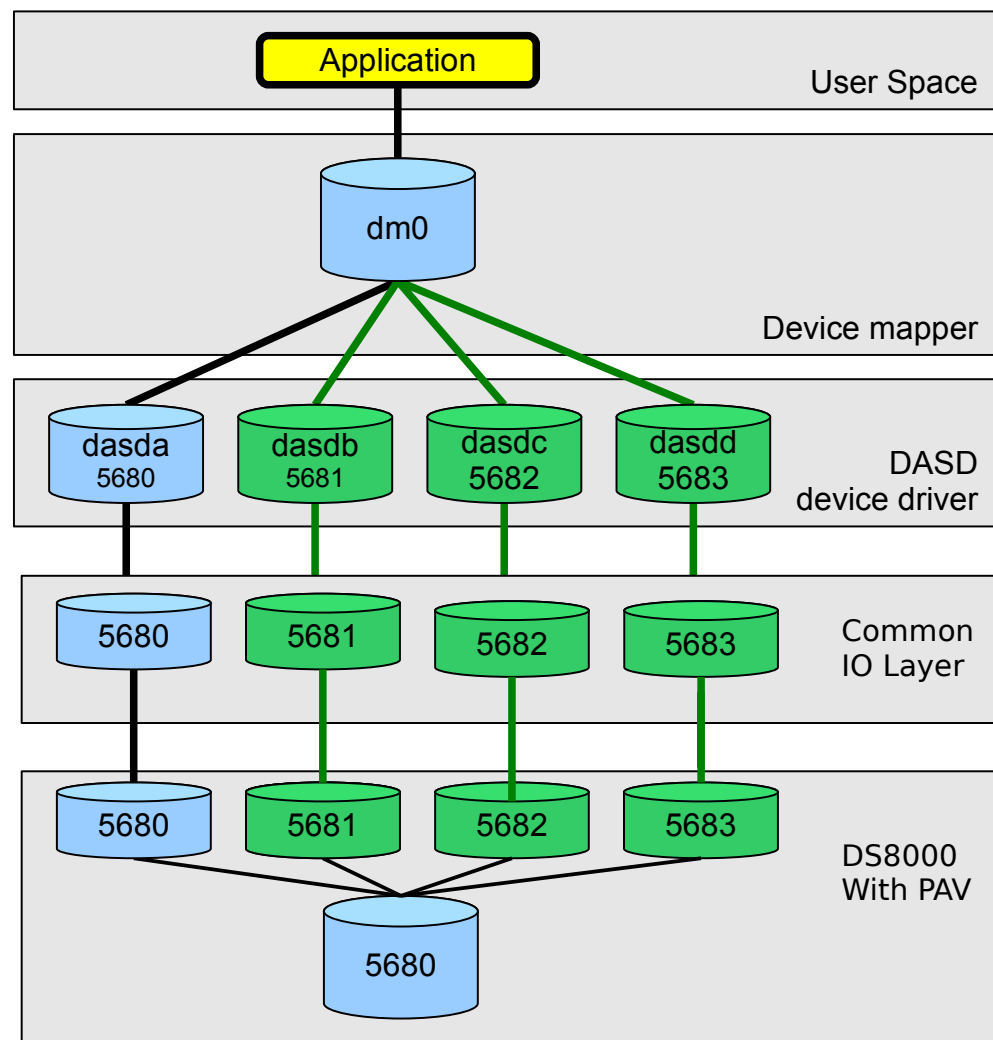 Application
User Space
dm0
Device mapper
dasda
5680
dasdb
5681
dasdc
5682
dasdd
5683
DASD
device driver
5680
5681
5682
5683
Common
IO Layer
5680
5681
5682
5683
DS8000
With PAV
5680